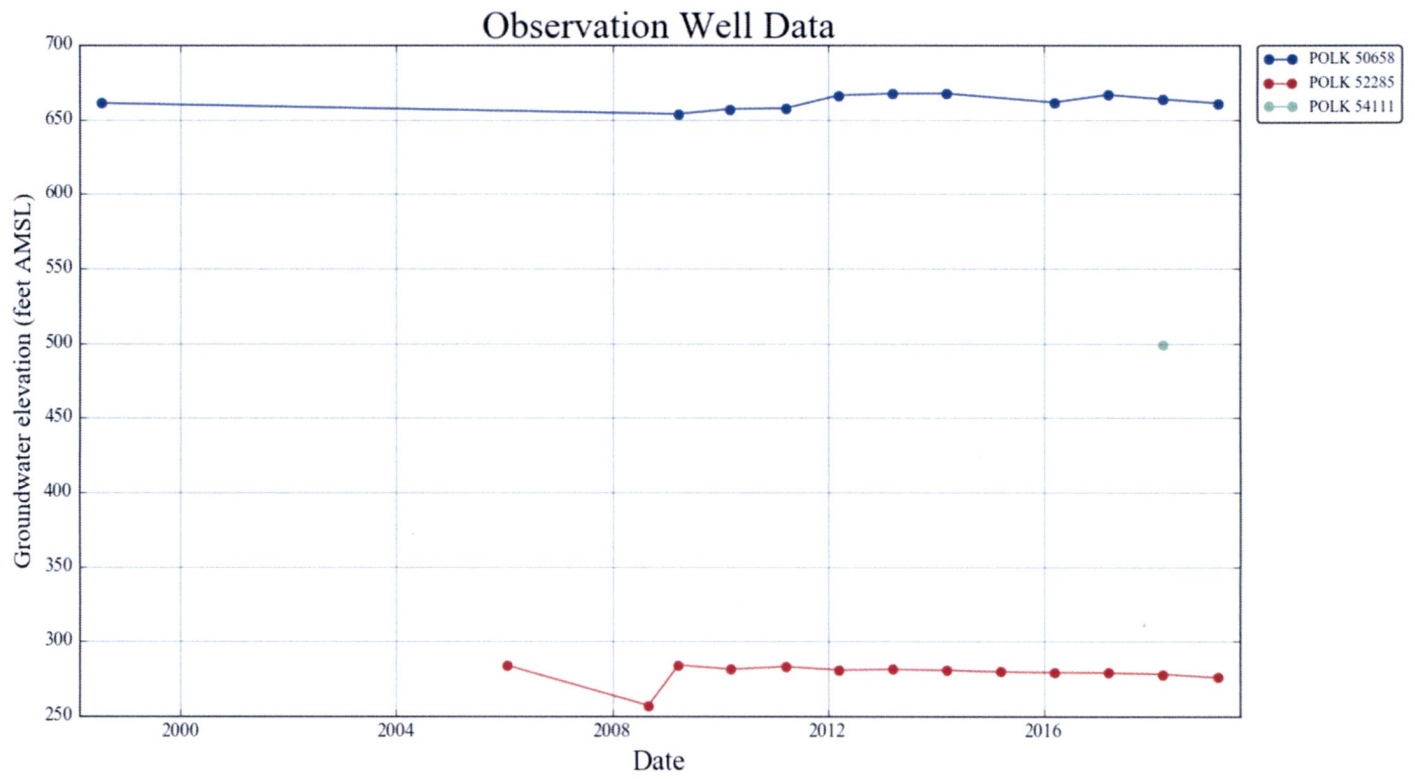 Observation Well Data
700
650
600
550
500
450
400
350
300
250
Groundwater elevation (feet AMSL)
2000 2004 2008 2012 2016
Date
POLK 50658
POLK 52285
POLK 54111